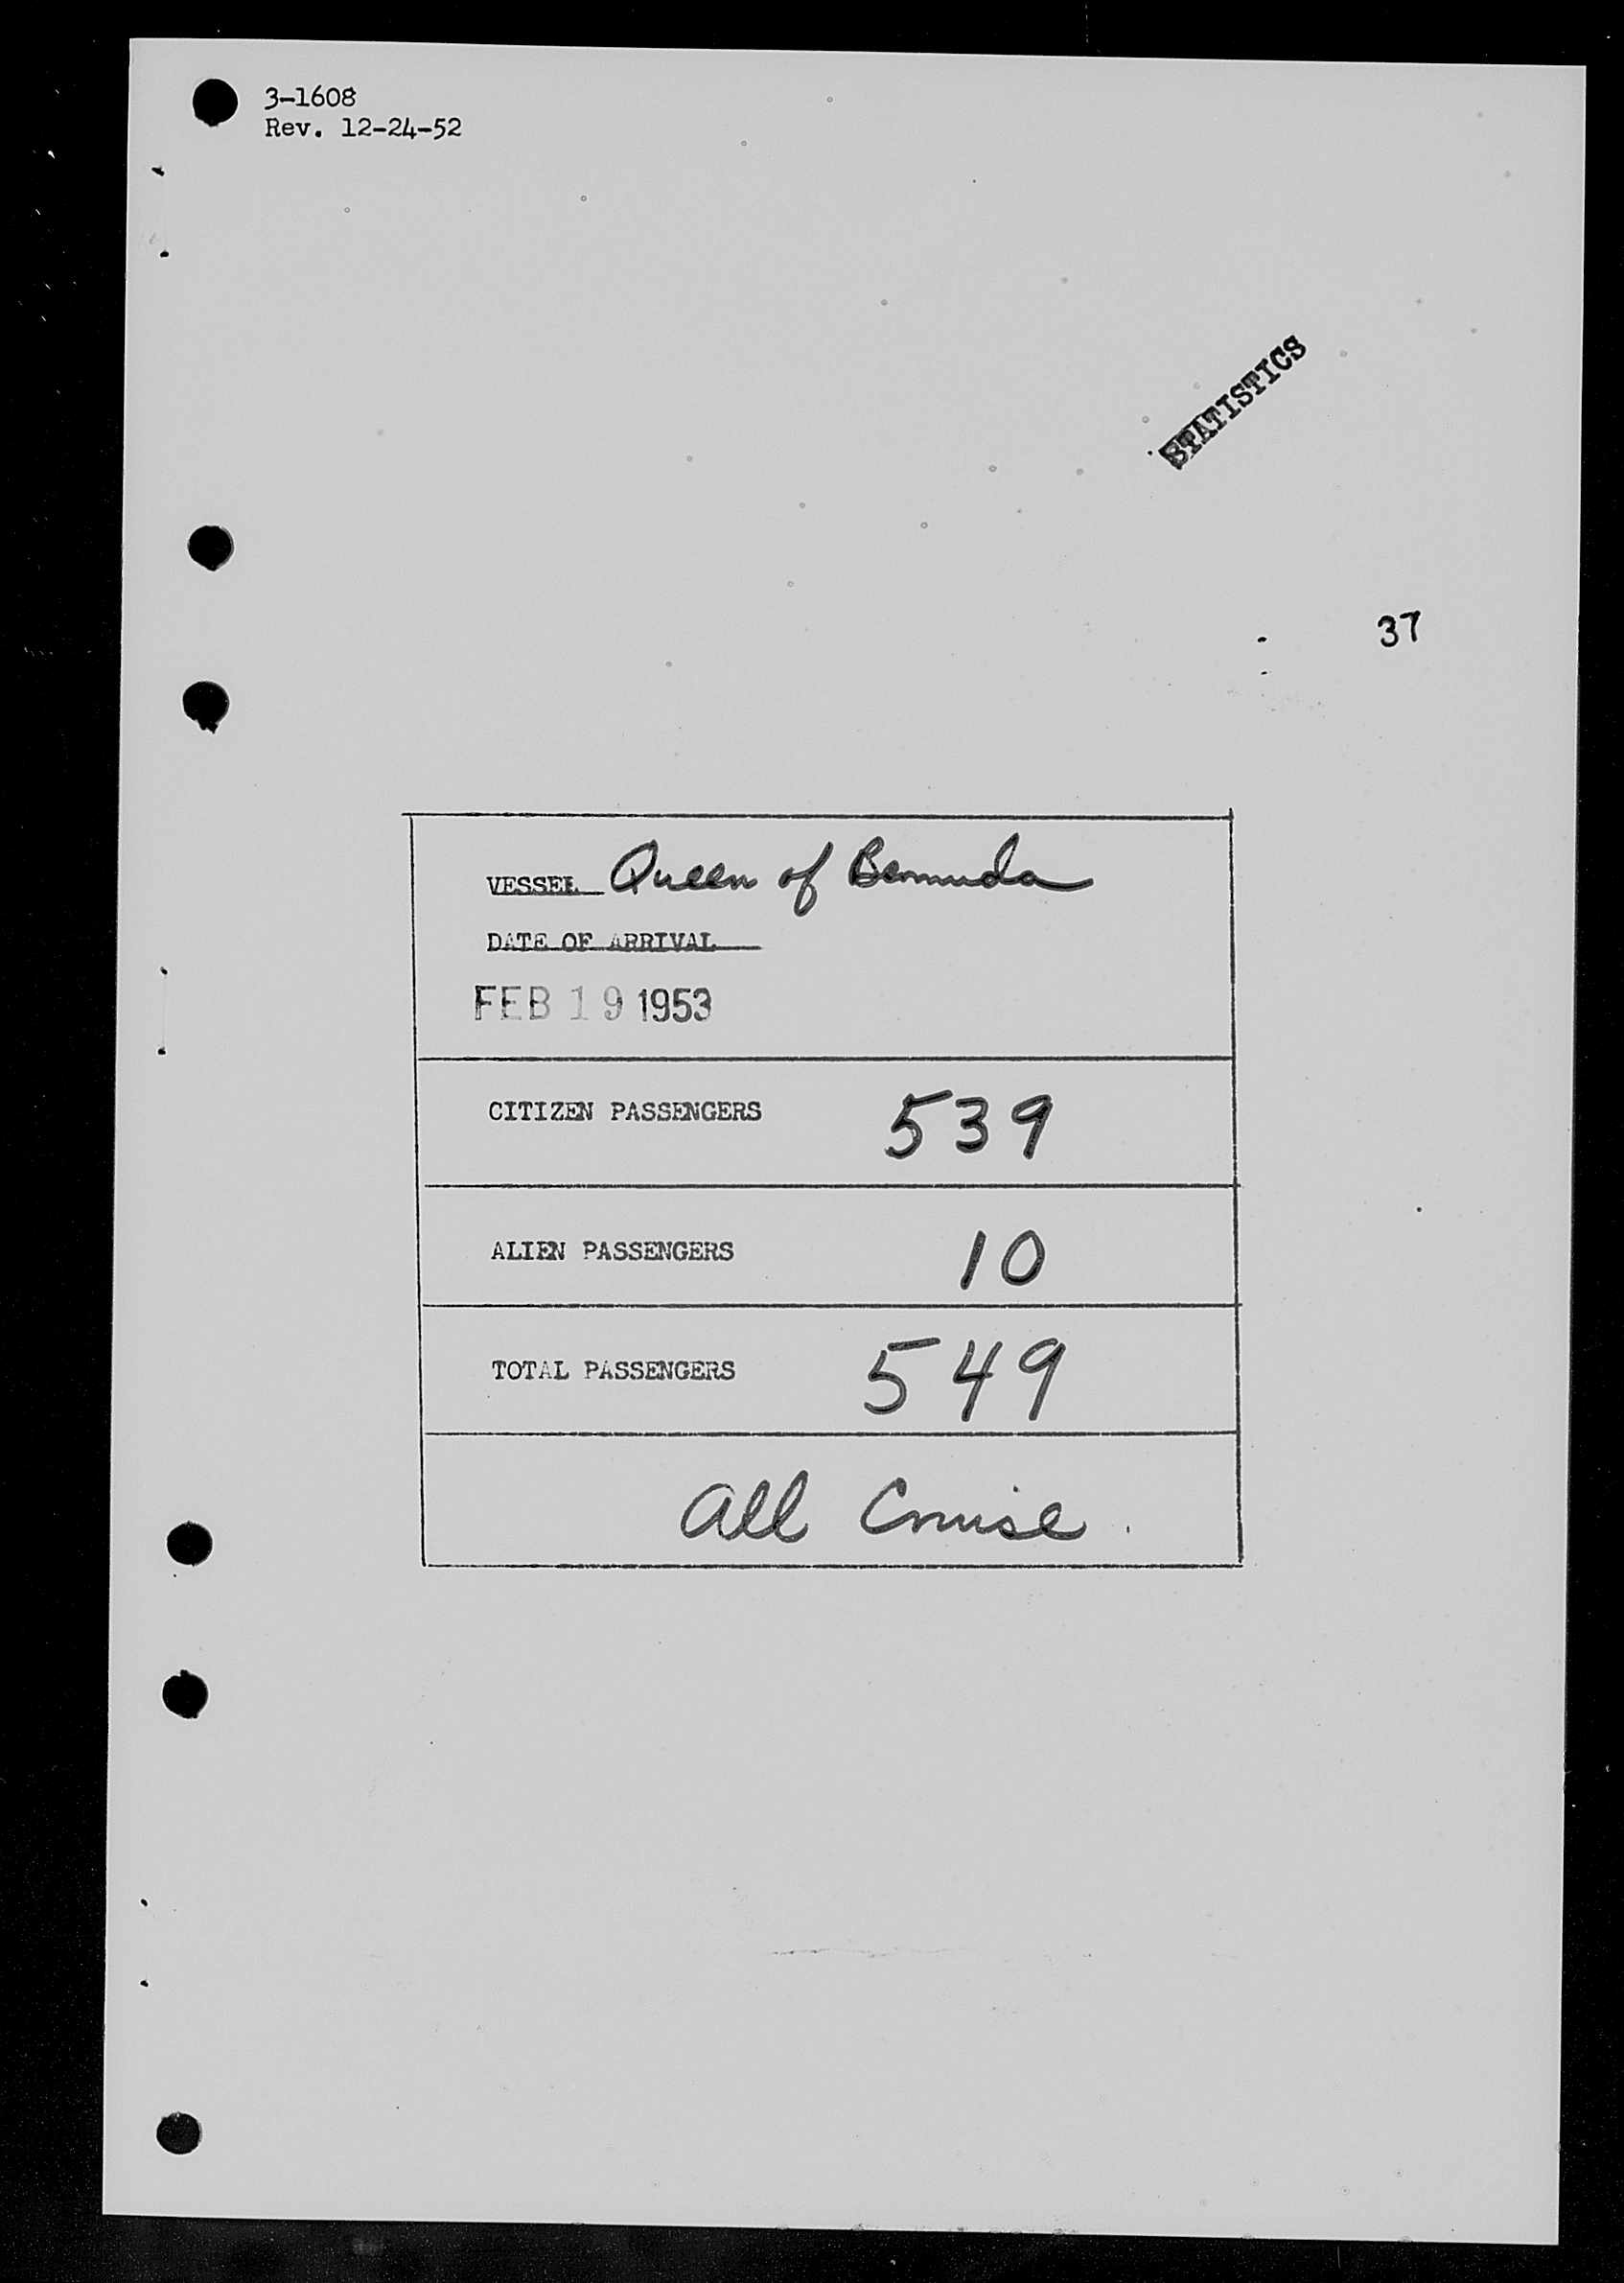 3-1608
Rev. 12-24-52
STATISTICS
37
VESSEL Queen of Bermuda
DATE OF ARRIVAL
FEB 19 1953
CITIZEN PASSENGERS 539
ALIEN PASSENGERS 10
TOTAL PASSENGERS 549
All Cruise